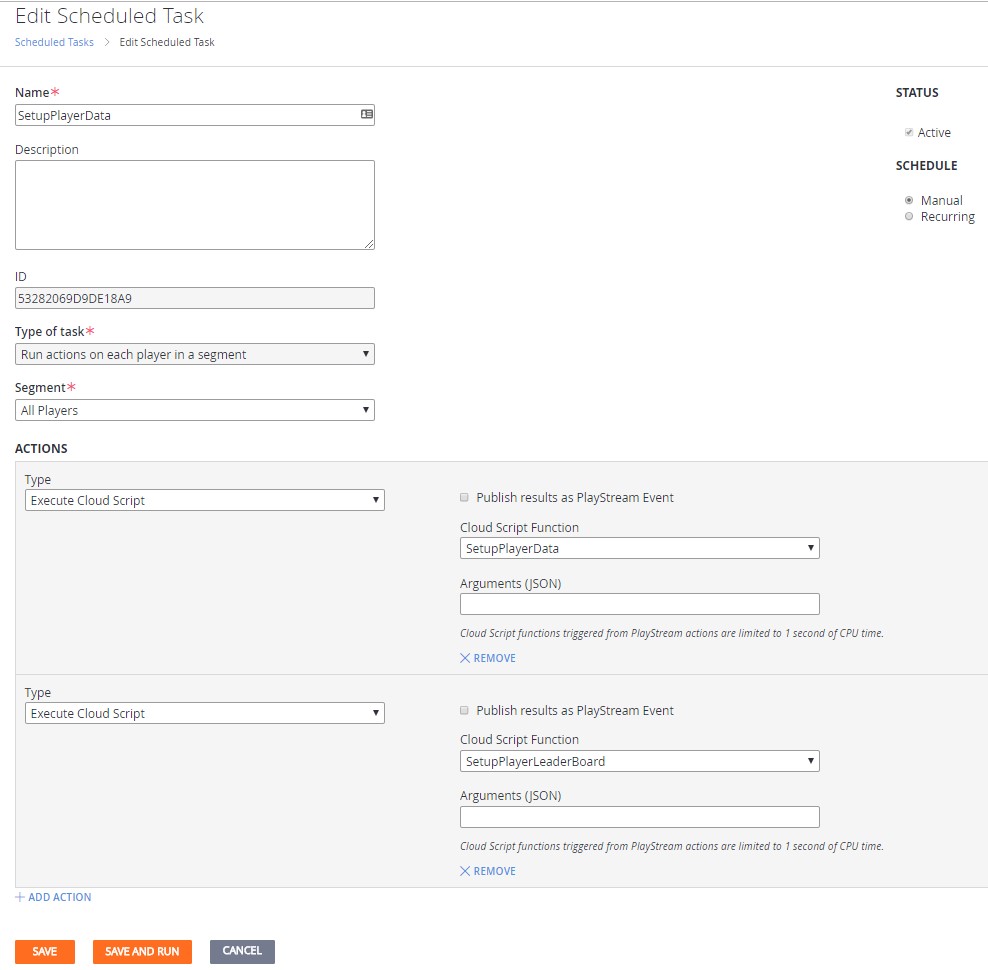 Edit Scheduled Task
Scheduled Tasks > Edit Scheduled Task
Name*
SetupPlayerData
Description
ID
53282069D9DE18A9
Type of task*
Run actions on each player in a segment
Segment*
All Players
STATUS
Active
SCHEDULE
Manual
Recurring
ACTIONS
Type
Execute Cloud Script
Publish results as PlayStream Event
Cloud Script Function
SetupPlayerData
Arguments (JSON)
Cloud Script functions triggered from PlayStream actions are limited to 1 second of CPU time.
REMOVE
Type
Execute Cloud Script
Publish results as PlayStream Event
Cloud Script Function
SetupPlayerLeaderBoard
Arguments (JSON)
Cloud Script functions triggered from PlayStream actions are limited to 1 second of CPU time.
REMOVE
+ ADD ACTION
SAVE SAVE AND RUN CANCEL